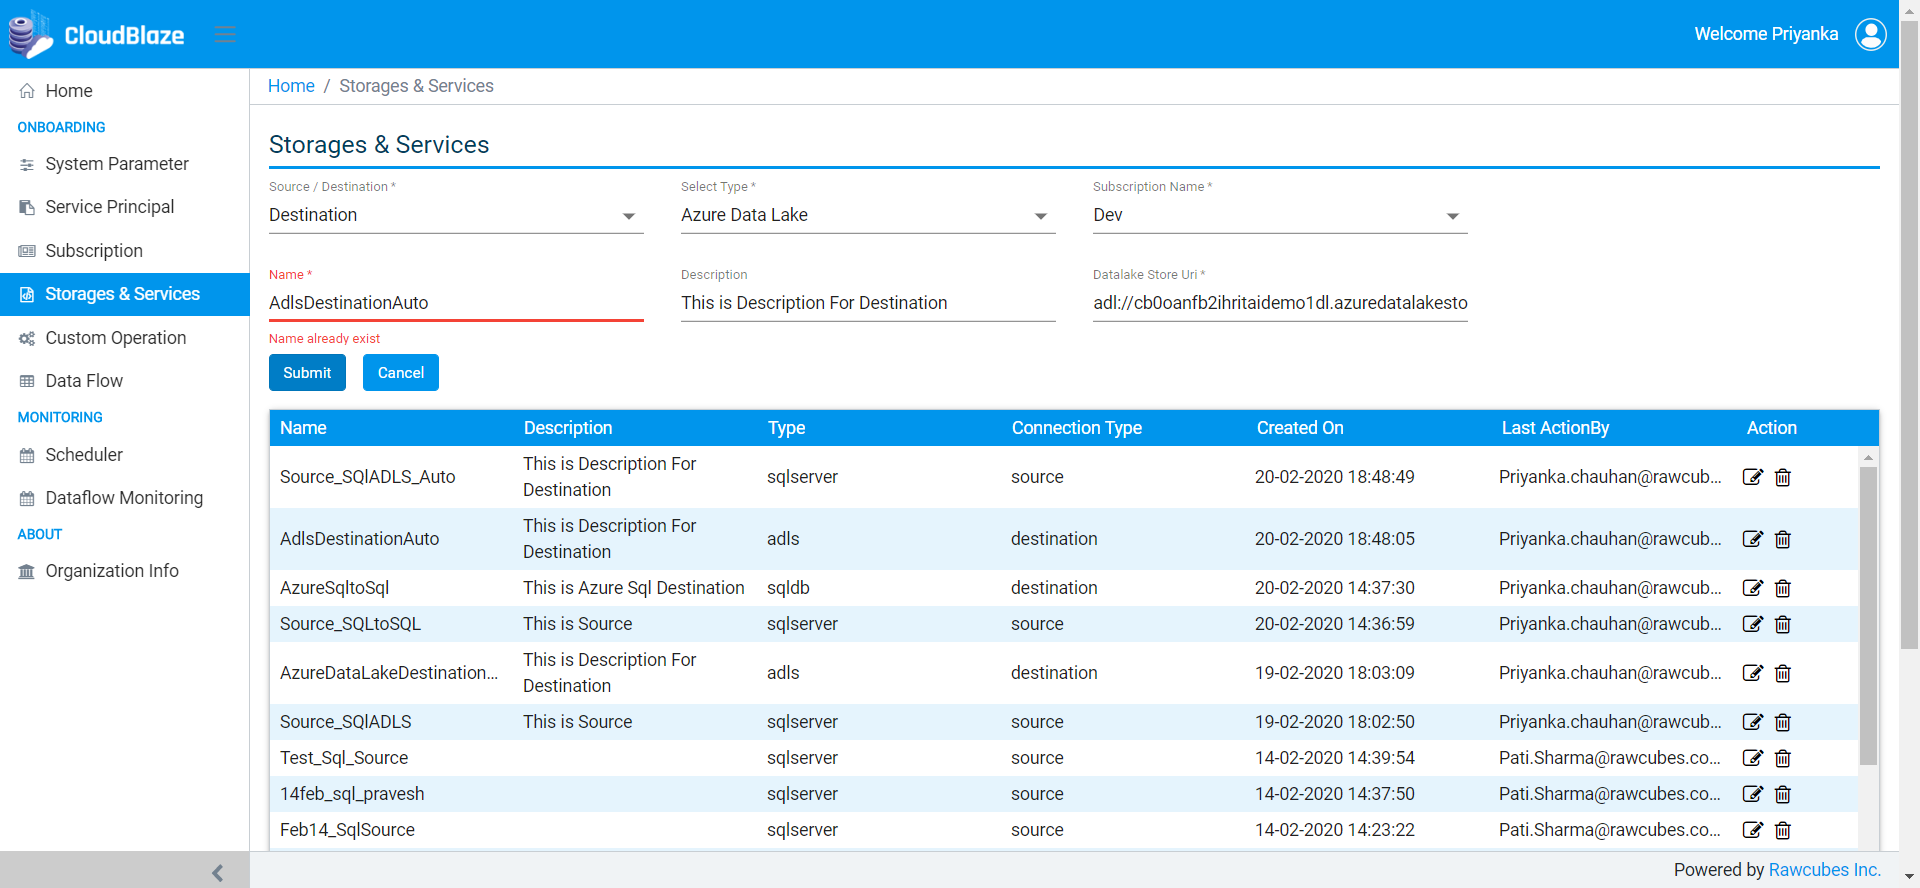 CloudBlaze
Welcome Priyanka
Home
ONBOARDING
System Parameter
Service Principal
Subscription
Storages & Services
Custom Operation
Data Flow
MONITORING
Scheduler
Dataflow Monitoring
ABOUT
Organization Info
Home / Storages & Services
Storages & Services
Source / Destination * Select Type * Subscription Name *
Destination Azure Data Lake Dev
Name * Description Datalake Store Uri *
AdlsDestinationAuto This is Description For Destination adl://cb0oanfb2ihritaidemo1dl.azuredatalakesto
Name already exist
Submit Cancel
Name Description Type Connection Type Created On Last ActionBy Action
Source_SQlADLS_Auto This is Description For Destination sqlserver source 20-02-2020 18:48:49 Priyanka.chauhan@rawcub...
AdlsDestinationAuto This is Description For Destination adls destination 20-02-2020 18:48:05 Priyanka.chauhan@rawcub...
AzureSqltoSql This is Azure Sql Destination sqldb destination 20-02-2020 14:37:30 Priyanka.chauhan@rawcub...
Source_SQLtoSQL This is Source sqlserver source 20-02-2020 14:36:59 Priyanka.chauhan@rawcub...
AzureDataLakeDestination... This is Description For Destination adls destination 19-02-2020 18:03:09 Priyanka.chauhan@rawcub...
Source_SQlADLS This is Source sqlserver source 19-02-2020 18:02:50 Priyanka.chauhan@rawcub...
Test_Sql_Source sqlserver source 14-02-2020 14:39:54 Pati.Sharma@rawcubes.co...
14feb_sql_pravesh sqlserver source 14-02-2020 14:37:50 Pati.Sharma@rawcubes.co...
Feb14_SqlSource sqlserver source 14-02-2020 14:23:22 Pati.Sharma@rawcubes.co...
Powered by Rawcubes Inc.